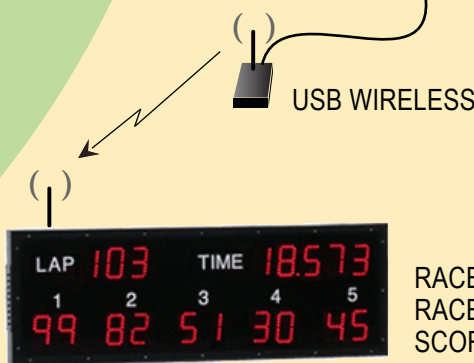 USB WIRELESS
LAP 103 TIME 18.573
1 2 3 4 5
99 82 51 30 45
RACE
RACE
SCOR